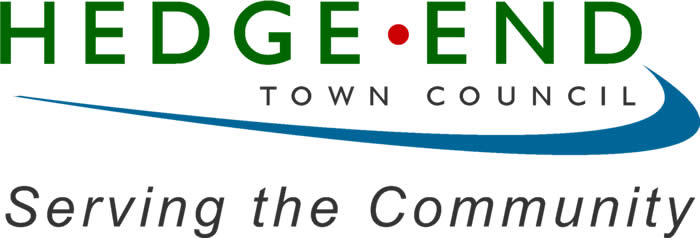 HEDGE•END
TOWN COUNCIL
Serving the Community